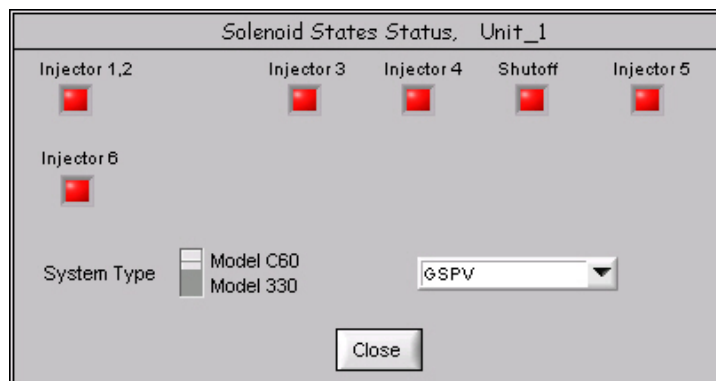 Solenoid States Status, Unit_1
Injector 1,2 Injector 3 Injector 4 Shutoff Injector 5
Injector 6
System Type
Model C60
Model 330
GSPV
Close